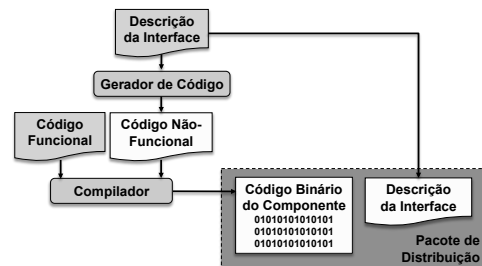 Descrição
da Interface
Gerador de Código
Código
Funcional
Código Não-
Funcional
Compilador
Código Binário
do Componente
01010101010101
01010101010101
01010101010101
Descrição
da Interface
Pacote de
Distribuição